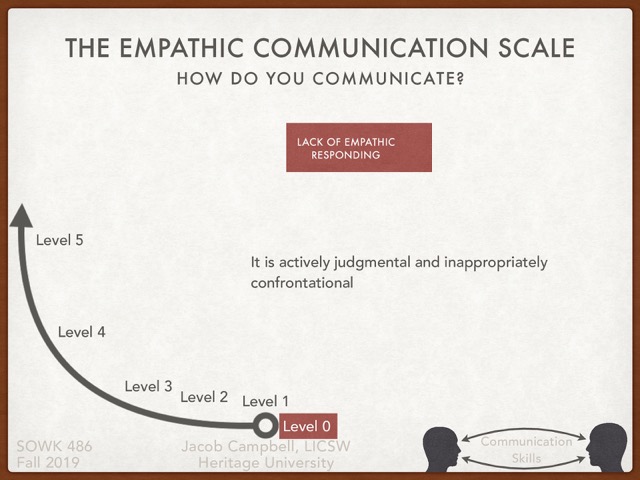 THE EMPATHIC COMMUNICATION SCALE
HOW DO YOU COMMUNICATE?
LACK OF EMPATHIC
RESPONDING
Level 5
It is actively judgmental and inappropriately
confrontational
Level 4
Level 3
Level 2
Level 1
Level 0
SOWK 486
Fall 2019
Jacob Campbell, LICSW
Heritage University
Communication
Skills